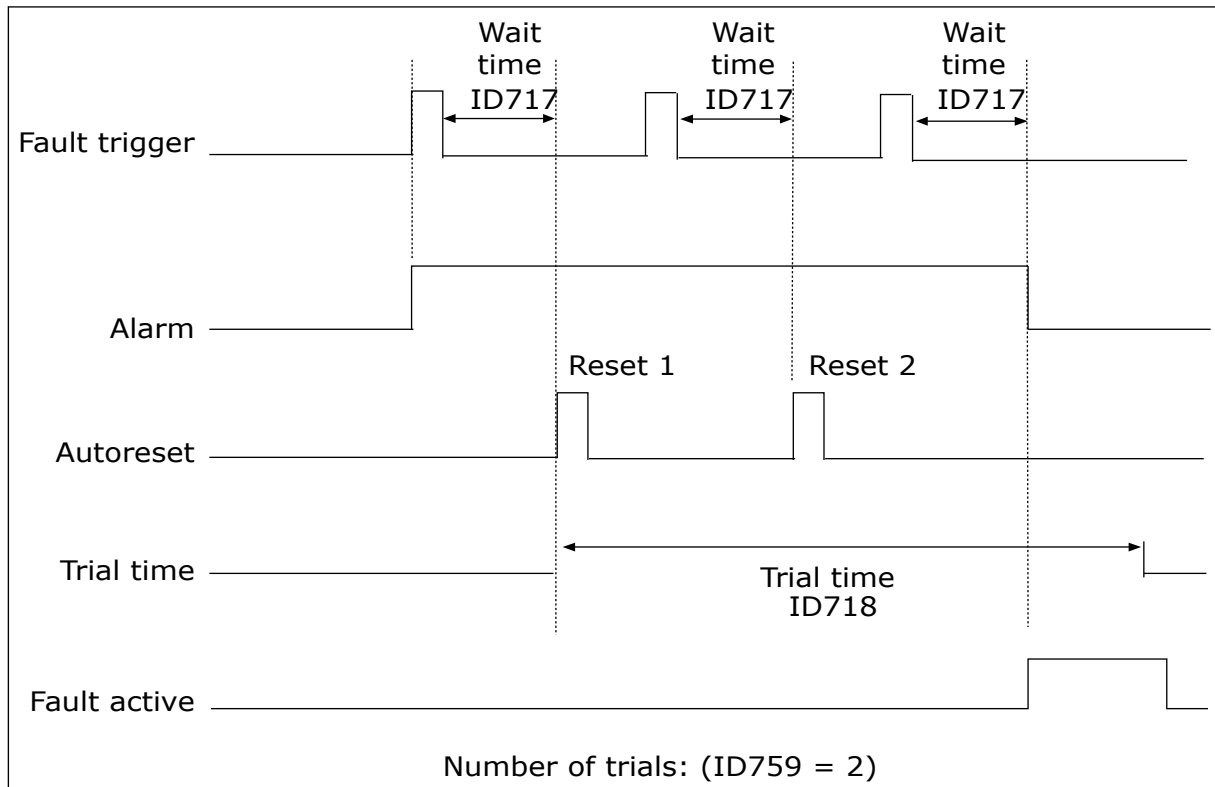 Wait
time
ID717
Wait
time
ID717
Wait
time
ID717
Fault trigger
Alarm
Reset 1
Reset 2
Autoreset
Trial time
Trial time
ID718
Fault active
Number of trials: (ID759 = 2)